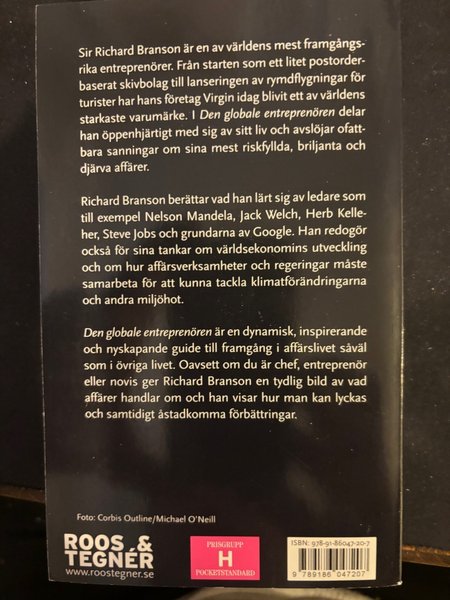 Sir Richard Branson är en av världens mest framgångs-
rika entreprenörer. Från starten som ett litet postorder-
baserat skivbolag till lanseringen av rymdflygningar för
turister har hans företag Virgin idag blivit ett av världens
starkaste varumärke. I Den globale entreprenören delar
han öppenhjärtigt med sig av sitt liv och avslöjar ofatt-
bara sanningar om sina mest riskfyllda, briljanta och
djärva affärer.
Richard Branson berättar vad han lärt sig av ledare som
till exempel Nelson Mandela, Jack Welch, Herb Kelle-
her, Steve Jobs och grundarna av Google. Han redogör
också för sina tankar om världsekonomins utveckling
och om hur affärsverksamheter och regeringar måste
samarbeta för att kunna tackla klimatförändringarna
och andra miljöhot.
Den globale entreprenören är en dynamisk, inspirerande
och nyskapande guide till framgång i affärslivet såväl
som i övriga livet. Oavsett om du är chef, entreprenör
eller novis ger Richard Branson en tydlig bild av vad
affärer handlar om och han visar hur man kan lyckas
och samtidigt åstadkomma förbättringar.
Foto: Corbis Outline/Michael O'Neill
ROOS &
TEGNÉR
www.roostegner.se
PRISGRUPP
H
POCKETSTANDARD
ISBN: 978-91-86047-20-7
9 789186 047207